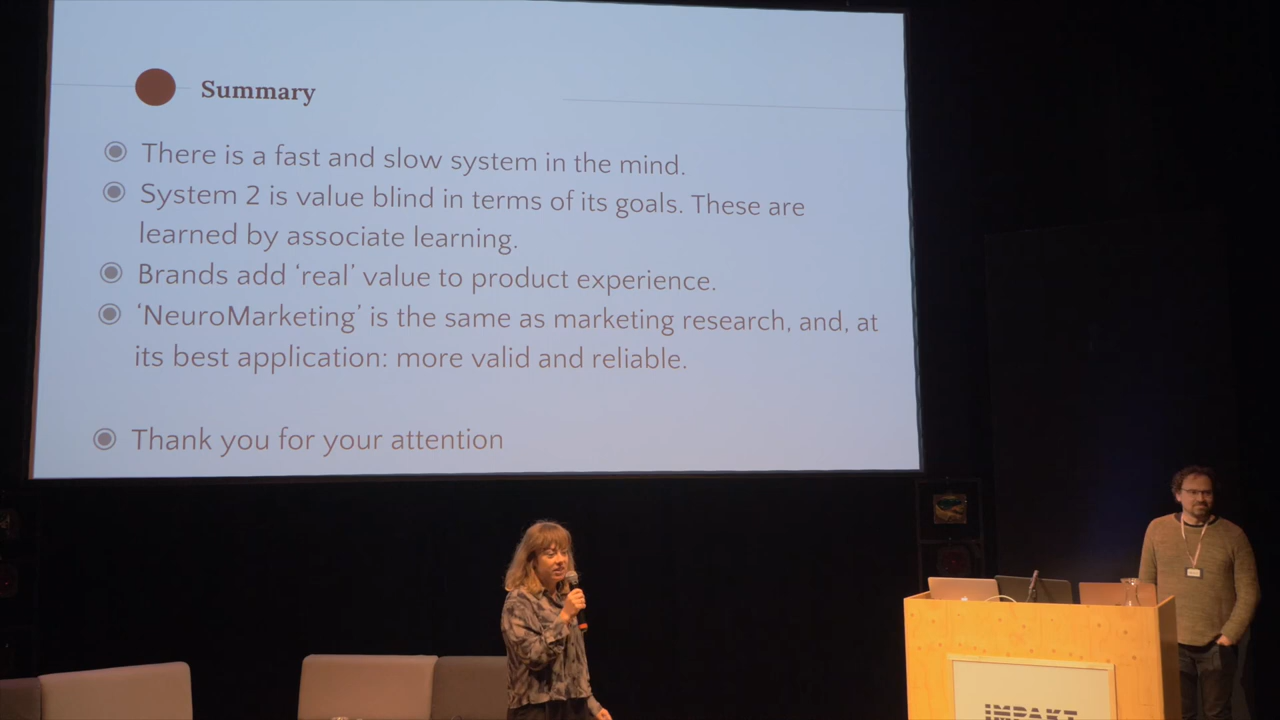 Summary
There is a fast and slow system in the mind.
System 2 is value blind in terms of its goals. These are
learned by associate learning.
Brands add ‘real’ value to product experience.
‘NeuroMarketing’ is the same as marketing research, and, at
its best application: more valid and reliable.
Thank you for your attention
IMPAKT